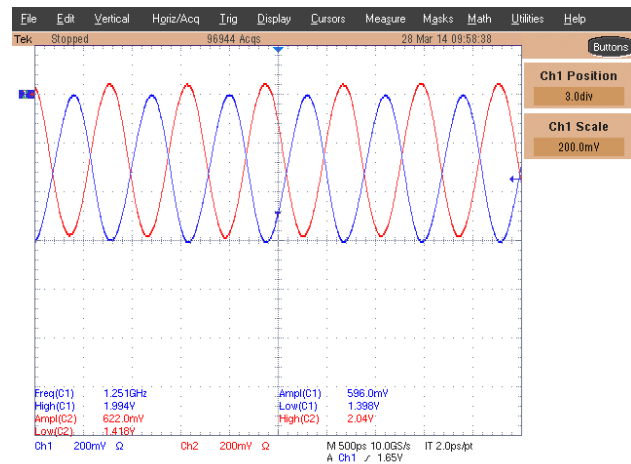 File Edit Vertical Horiz/Acq Trig Display Cursors Measure Masks Math Utilities Help
Tek Stopped 96944 Acqs 28 Mar 14 09:58:38
Buttons
Ch1 Position
3.0div
Ch1 Scale
200.0mV
Freq(C1) 1.251GHz Ampl(C1) 596.0mV
High(C1) 1.994V Low(C1) 1.398V
Ampl(C2) 622.0mV High(C2) 2.04V
Low(C2) 1.418V
Ch1 200mV Ω Ch2 200mV Ω M 500ps 10.0GS/s IT 2.0ps/pt
A Ch1 / 1.65V